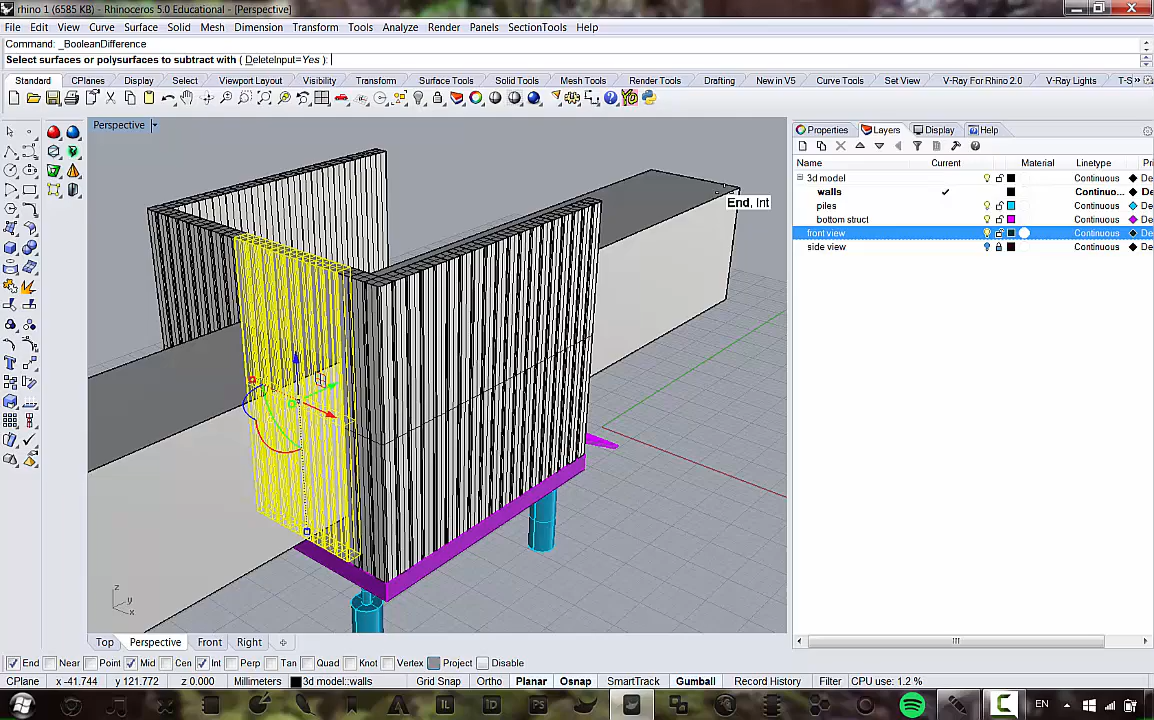 rhino 1 (6585 KB) - Rhinoceros 5.0 Educational - [Perspective]
File Edit View Curve Surface Solid Mesh Dimension Transform Tools Analyze Render Panels SectionTools Help
Command: _BooleanDifference
Select surfaces or polysurfaces to subtract with ( DeleteInput=Yes ):
Standard CPlanes Display Select Viewport Layout Visibility Transform Surface Tools Solid Tools Mesh Tools Render Tools Drafting New in V5 Curve Tools Set View V-Ray For Rhino 2.0 V-Ray Lights T-S
Perspective
Properties Layers Display Help
Name Current Material Linetype Pri
3d model Continuous De
walls Continuo... De
piles Continuous De
bottom struct Continuous De
front view Continuous De
side view Continuous De
End, Int
z
y
x
Top Perspective Front Right
End Near Point Mid Cen Int Perp Tan Quad Knot Vertex Project Disable
CPlane x -41.744 y 121.772 z 0.000 Millimeters 3d model::walls Grid Snap Ortho Planar Osnap SmartTrack Gumball Record History Filter CPU use: 1.2 %
EN